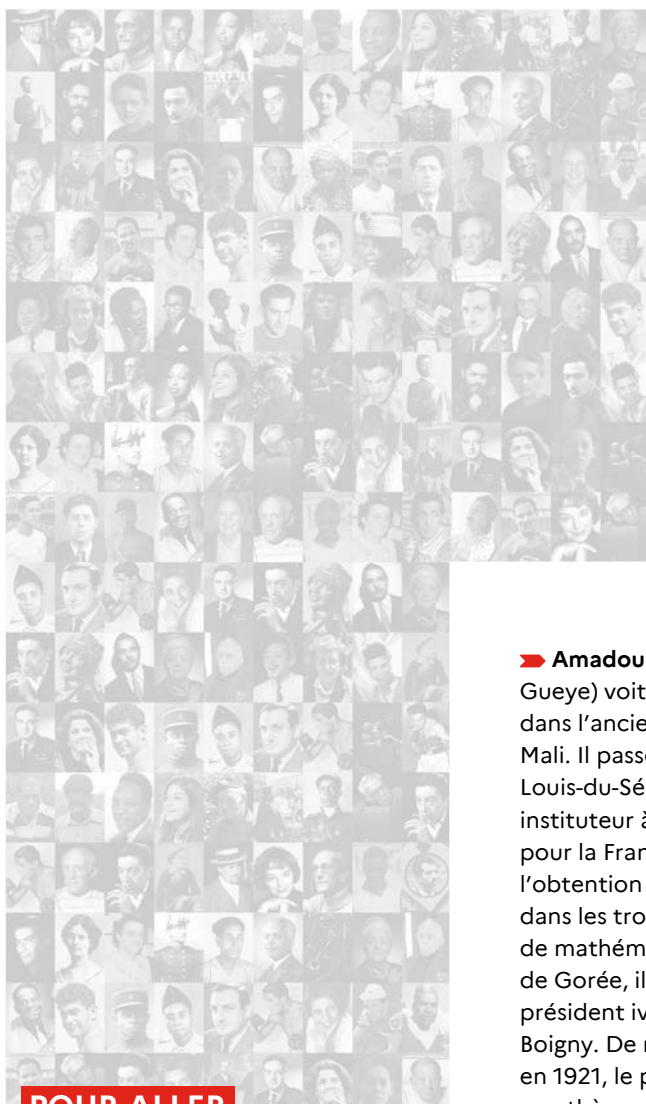 Amadou
Gueye) voit
dans l'ancie
Mali. Il passe
Louis-du-Sé
instituteur à
pour la Fran
l'obtention
dans les tro
de mathém
de Gorée, il
président iv
Boigny. De r
en 1921, le p
POUR ALLER